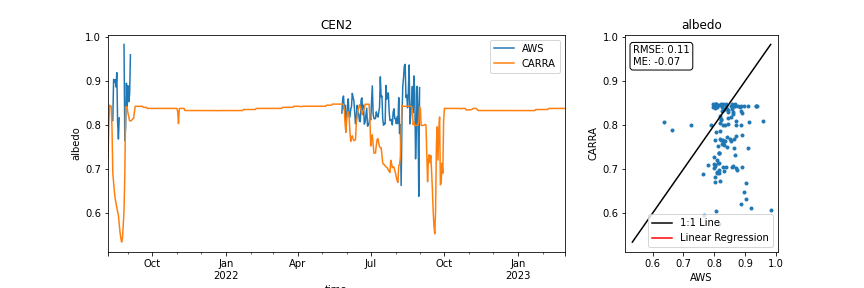 CEN2
albedo
1.0
0.9
0.8
0.7
0.6
AWS
CARRA
Oct
Jan
2022
Apr
Jul
Oct
Jan
2023
time
albedo
CARRA
1.0
0.9
0.8
0.7
0.6
RMSE: 0.11
ME: -0.07
1:1 Line
Linear Regression
0.6 0.7 0.8 0.9 1.0
AWS